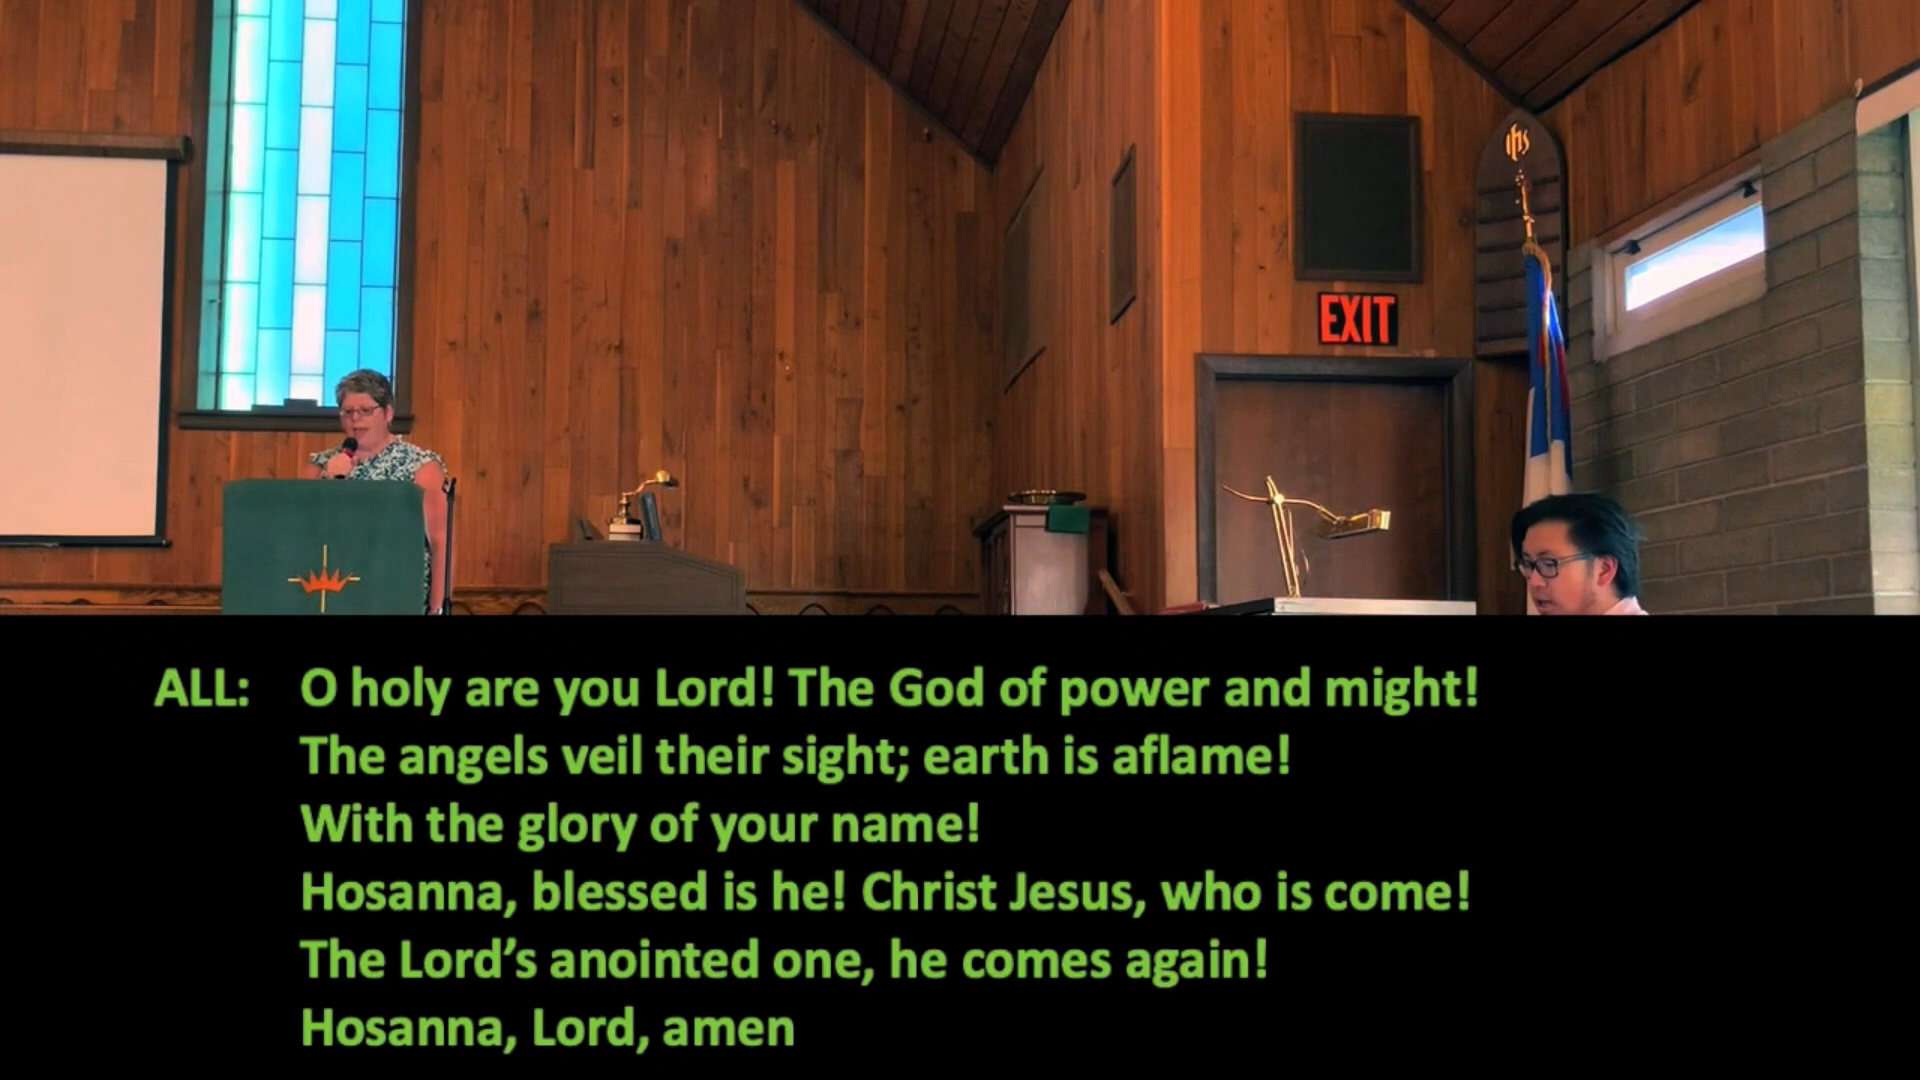 ihs
EXIT
ALL: O holy are you Lord! The God of power and might!
The angels veil their sight; earth is aflame!
With the glory of your name!
Hosanna, blessed is he! Christ Jesus, who is come!
The Lord’s anointed one, he comes again!
Hosanna, Lord, amen